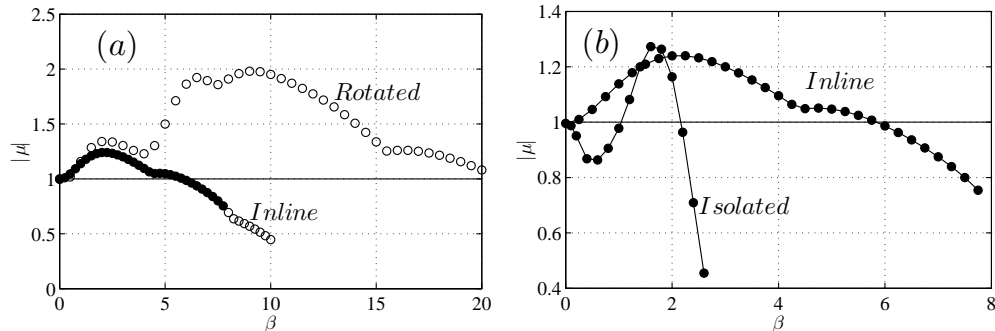 (a)
2.5
2
1.5
1
0.5
0
|μ|
Rotated
Inline
0 5 10 15 20
β
(b)
1.4
1.2
1
0.8
0.6
0.4
|μ|
Inline
Isolated
0 2 4 6 8
β